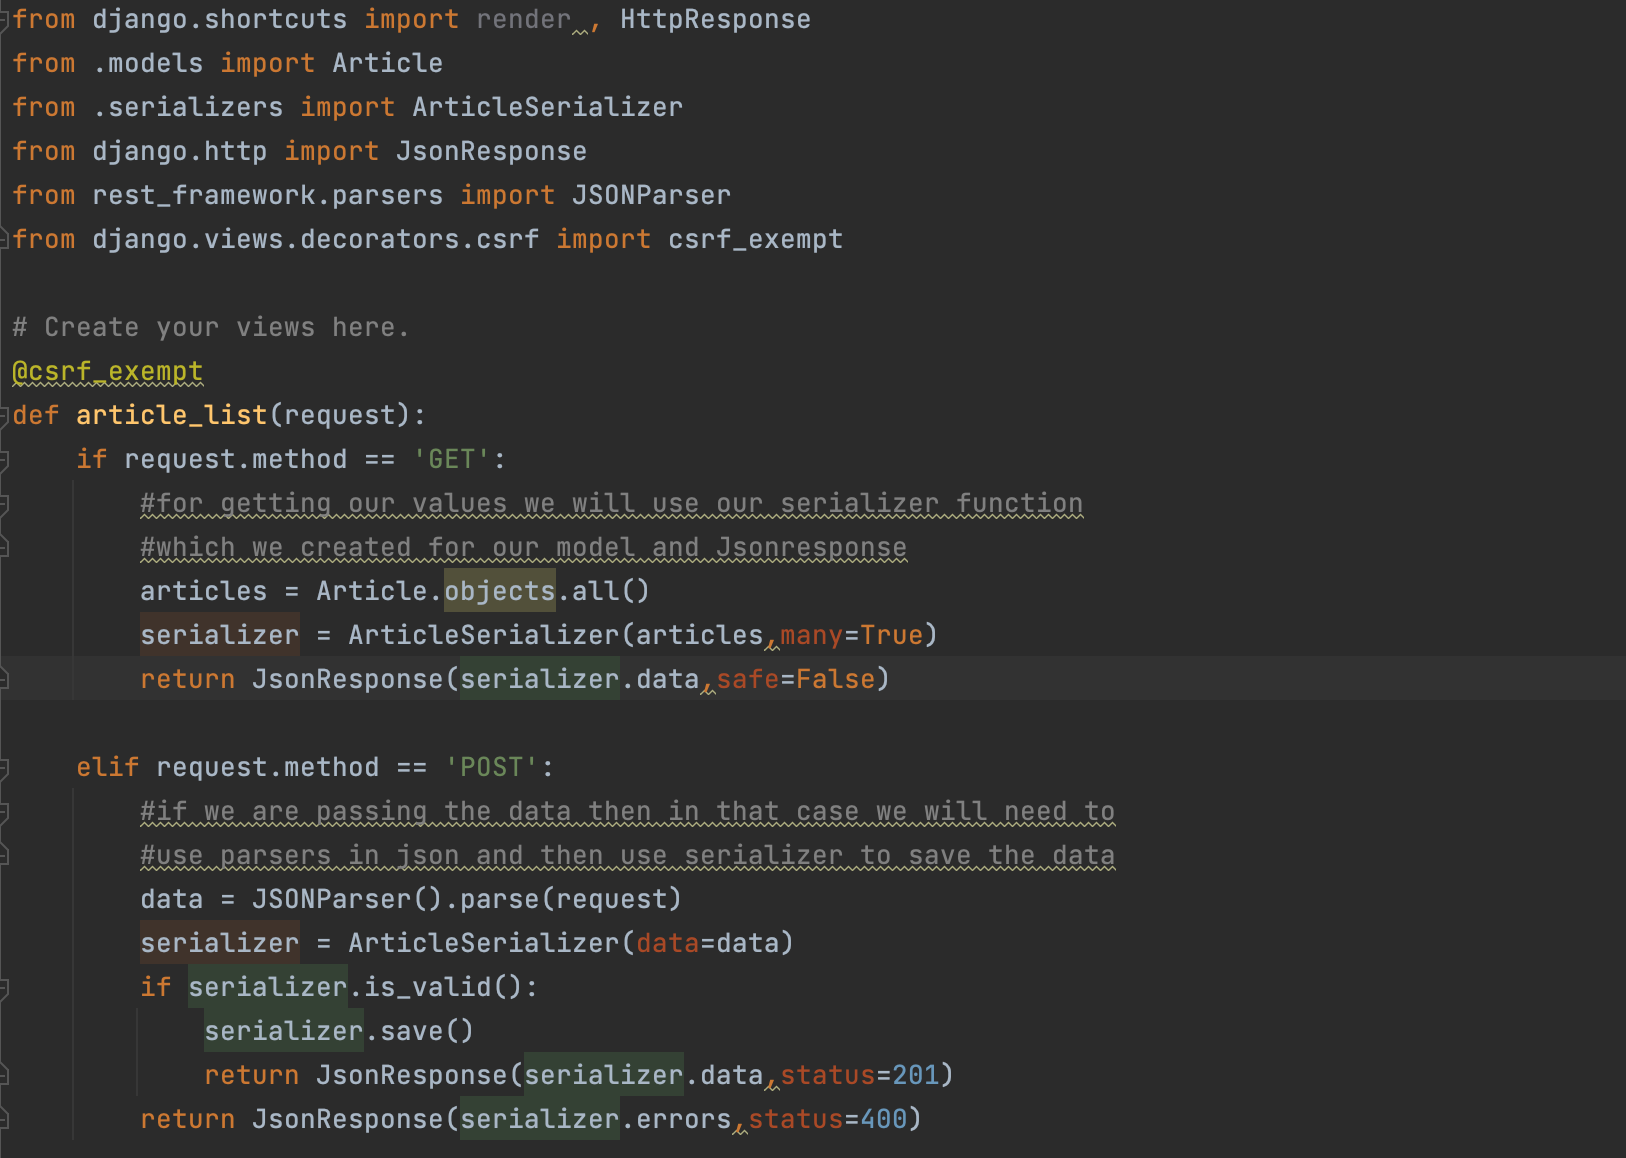 from django.shortcuts import render , HttpResponse
from .models import Article
from .serializers import ArticleSerializer
from django.http import JsonResponse
from rest_framework.parsers import JSONParser
from django.views.decorators.csrf import csrf_exempt
# Create your views here.
@csrf_exempt
def article_list(request):
    if request.method == 'GET':
        #for getting our values we will use our serializer function
        #which we created for our model and Jsonresponse
        articles = Article.objects.all()
        serializer = ArticleSerializer(articles,many=True)
        return JsonResponse(serializer.data,safe=False)
    elif request.method == 'POST':
        #if we are passing the data then in that case we will need to
        #use parsers in json and then use serializer to save the data
        data = JSONParser().parse(request)
        serializer = ArticleSerializer(data=data)
        if serializer.is_valid():
            serializer.save()
            return JsonResponse(serializer.data,status=201)
        return JsonResponse(serializer.errors,status=400)